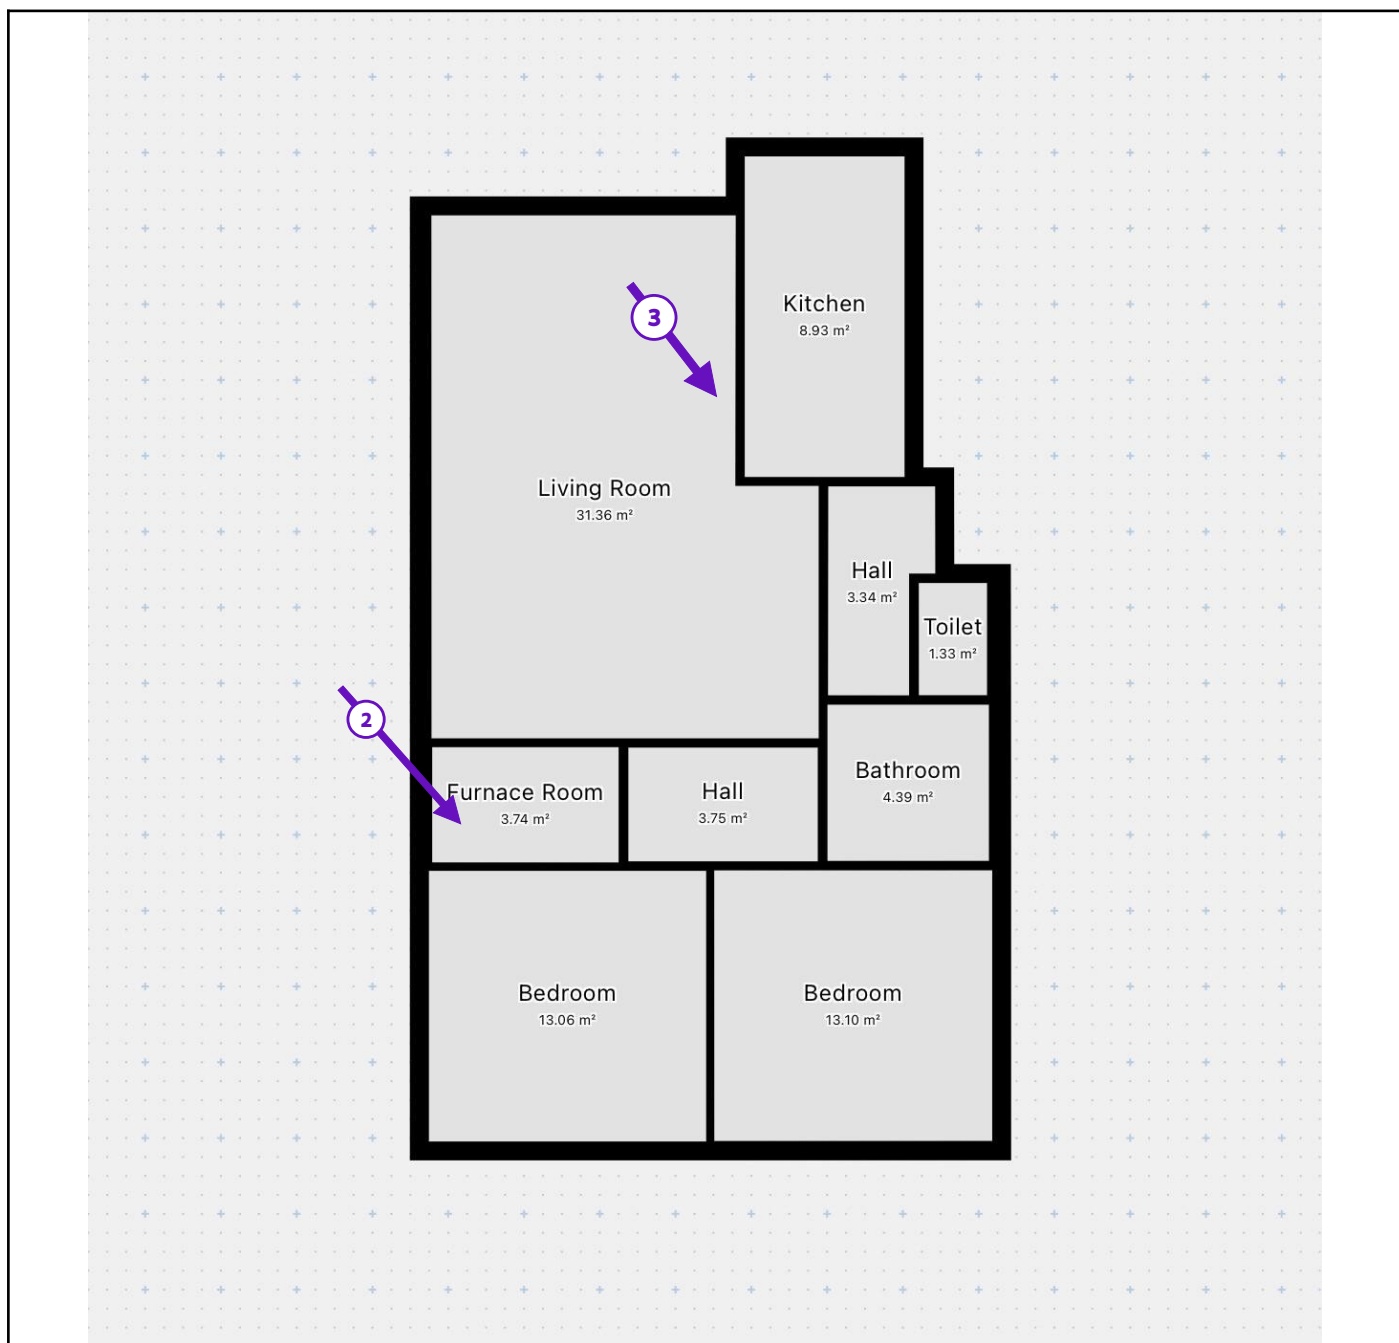 Kitchen
8.93 m²
3
Living Room
31.36 m²
Hall
3.34 m²
Toilet
1.33 m²
2
Furnace Room
3.74 m²
Hall
3.75 m²
Bathroom
4.39 m²
Bedroom
13.06 m²
Bedroom
13.10 m²